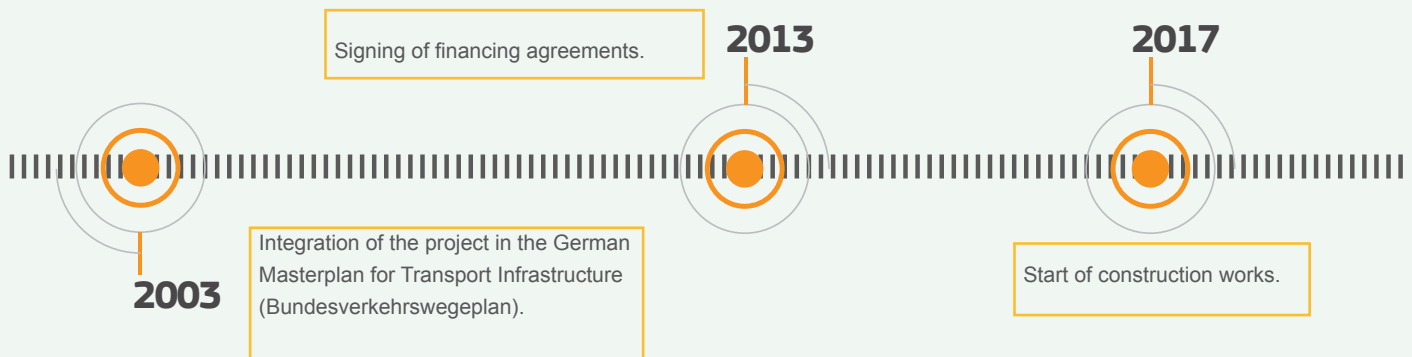 2003
Integration of the project in the German
Masterplan for Transport Infrastructure
(Bundesverkehrswegeplan).
Signing of financing agreements.
2013
2017
Start of construction works.